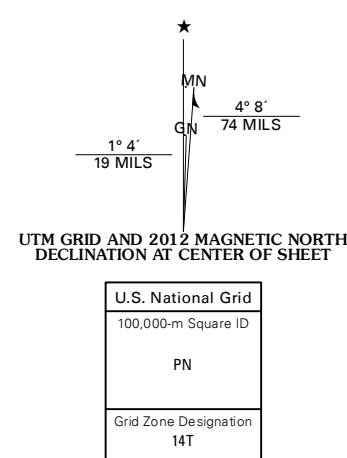 ★
MN
4° 8´
74 MILS
GN
1° 4´
19 MILS
UTM GRID AND 2012 MAGNETIC NORTH
DECLINATION AT CENTER OF SHEET
U.S. National Grid
100,000-m Square ID
PN
Grid Zone Designation
14T